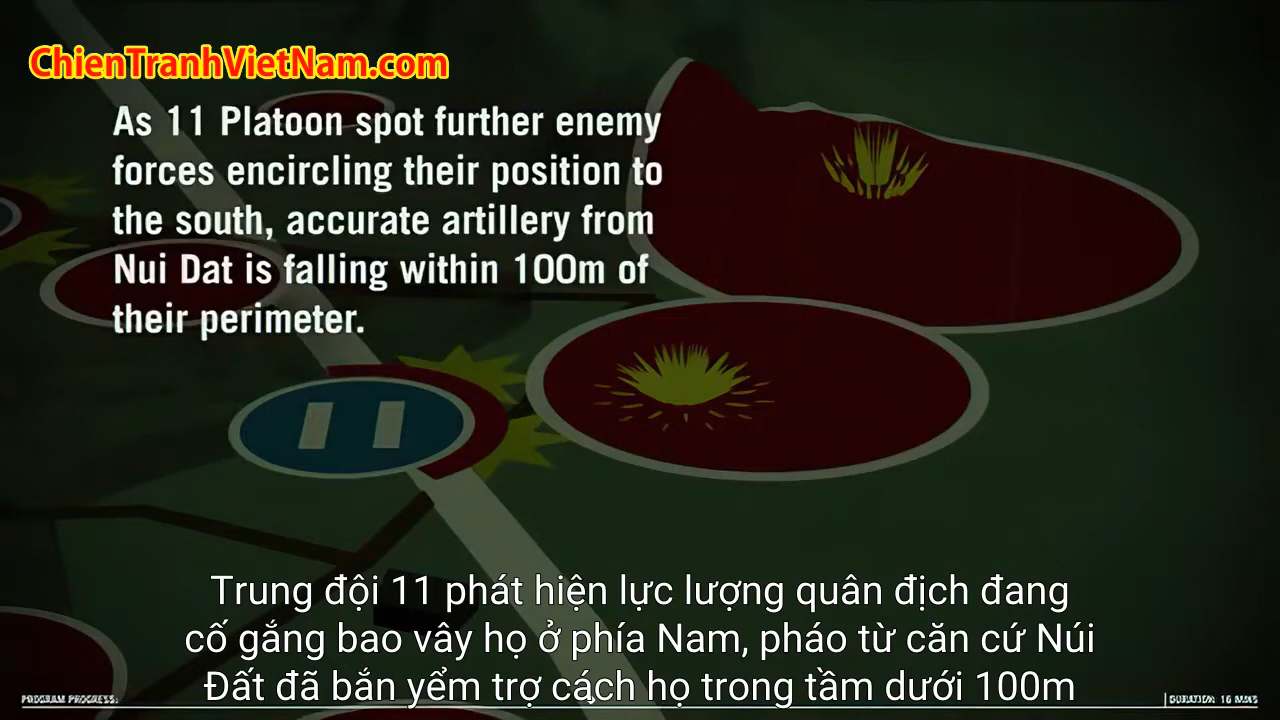 ChienTranhVietNam.com
As 11 Platoon spot further enemy
forces encircling their position to
the south, accurate artillery from
Nui Dat is falling within 100m of
their perimeter.
11
Trung đội 11 phát hiện lực lượng quân địch đang
cố gắng bao vây họ ở phía Nam, pháo từ căn cứ Núi
Đất đã bắn yểm trợ cách họ trong tầm dưới 100m
PROGRAM PROGRESS:
DURATION: 16 MINS